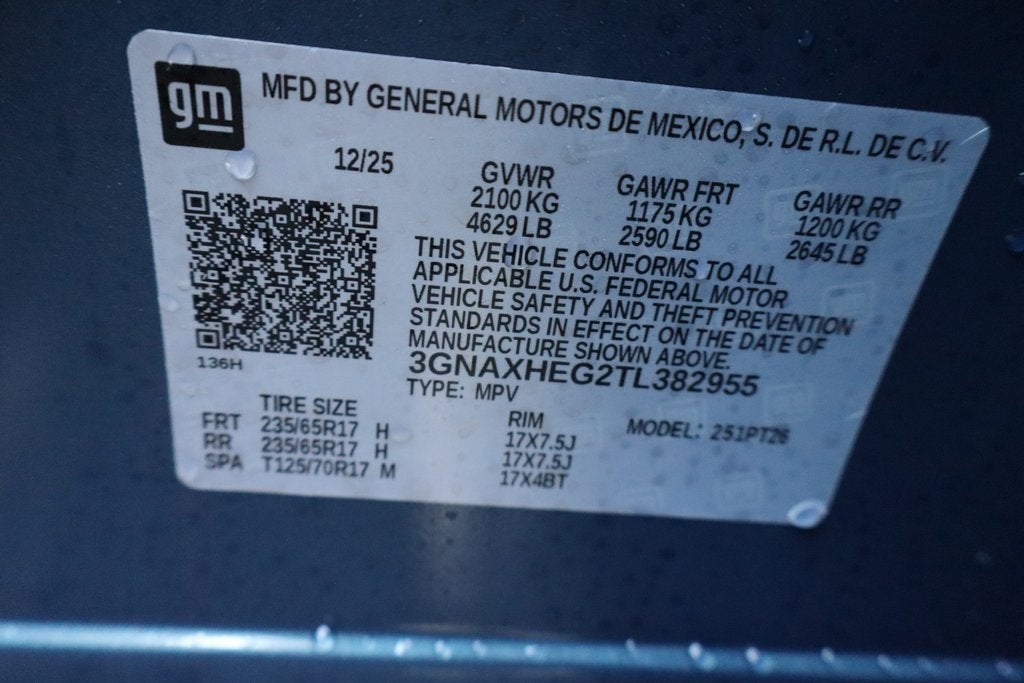 gm
MFD BY GENERAL MOTORS DE MEXICO, S. DE R.L. DE C.V.
12/25
GVWR GAWR FRT GAWR RR
2100 KG 1175 KG 1200 KG
4629 LB 2590 LB 2645 LB
THIS VEHICLE CONFORMS TO ALL
APPLICABLE U.S. FEDERAL MOTOR
VEHICLE SAFETY AND THEFT PREVENTION
STANDARDS IN EFFECT ON THE DATE OF
MANUFACTURE SHOWN ABOVE.
136H
3GNAXHEG2TL382955
TYPE: MPV
TIRE SIZE RIM MODEL: 251PT26
FRT 235/65R17 H 17X7.5J
RR 235/65R17 H 17X7.5J
SPA T125/70R17 M 17X4BT